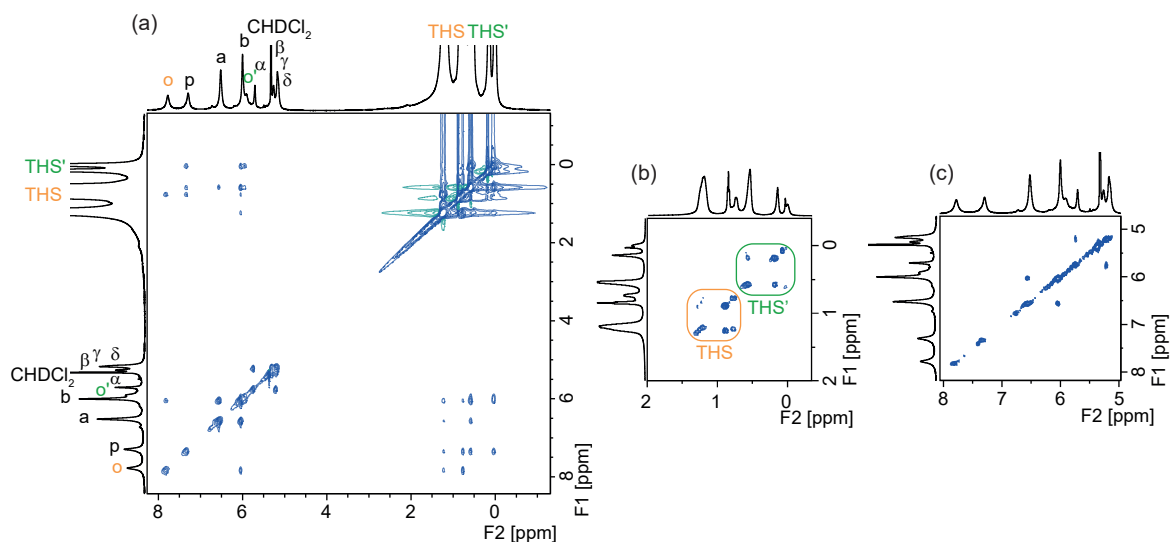 (a)
CHDCl₂
THS THS'
o p a b o' α β γ δ
THS'
THS
β γ δ
CHDCl₂
o' α
b
a
p
o
0
2
4
6
8
F1 [ppm]
8 6 4 2 0
F2 [ppm]
(b)
THS'
THS
0
1
2
F1 [ppm]
2 1 0
F2 [ppm]
(c)
5
6
7
8
F1 [ppm]
8 7 6 5
F2 [ppm]